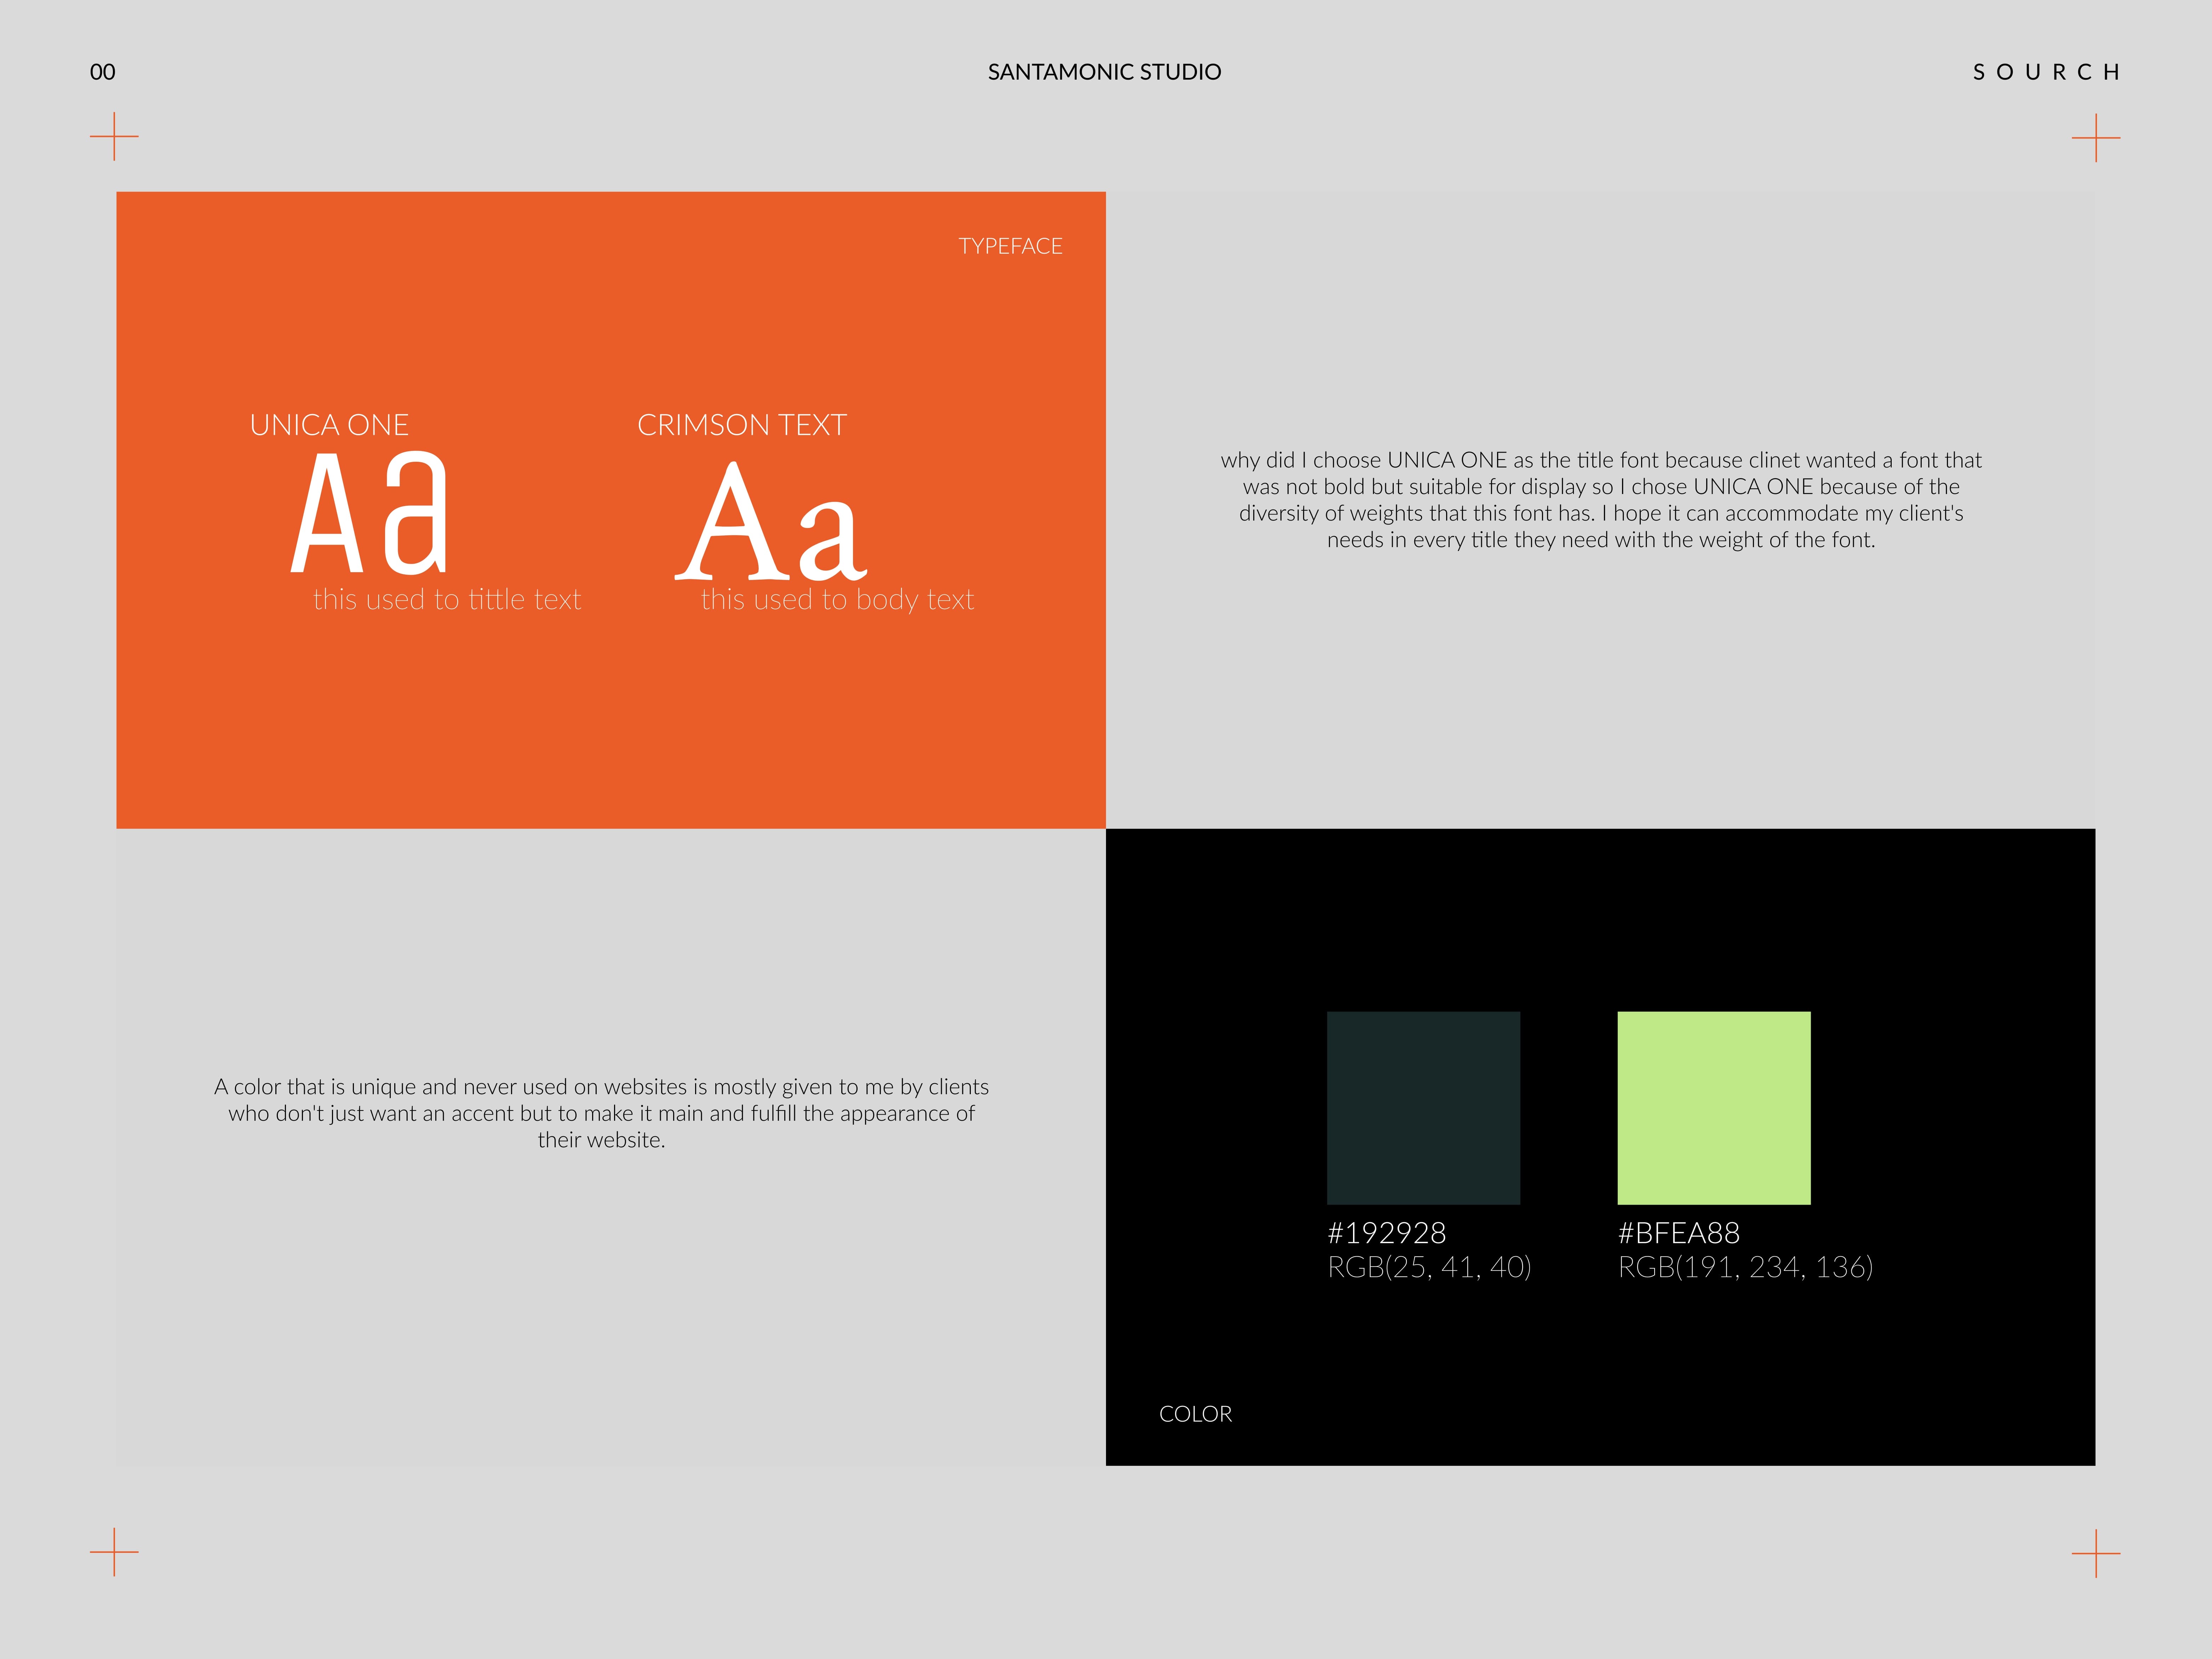 00
SANTAMONIC STUDIO
SOURCH
TYPEFACE
UNICA ONE
Aa
this used to tittle text
CRIMSON TEXT
Aa
this used to body text
why did I choose UNICA ONE as the title font because clinet wanted a font that
was not bold but suitable for display so I chose UNICA ONE because of the
diversity of weights that this font has. I hope it can accommodate my client's
needs in every title they need with the weight of the font.
A color that is unique and never used on websites is mostly given to me by clients
who don't just want an accent but to make it main and fulfill the appearance of
their website.
#192928
RGB(25, 41, 40)
#BFEA88
RGB(191, 234, 136)
COLOR